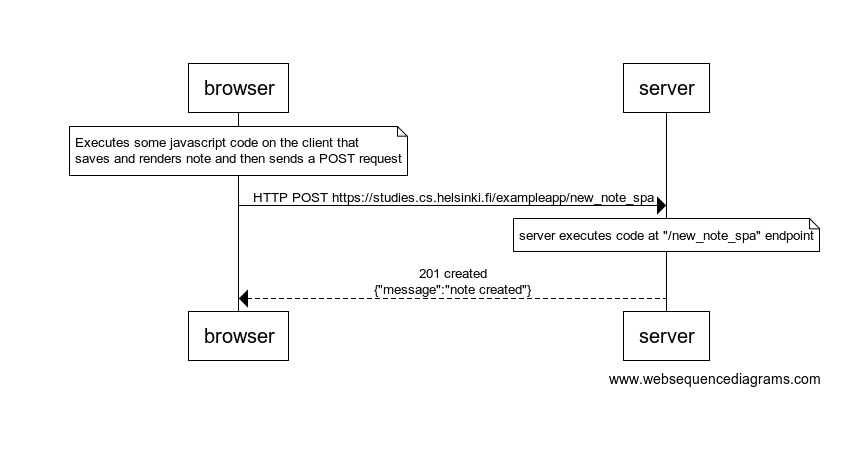 browser
server
Executes some javascript code on the client that
saves and renders note and then sends a POST request
HTTP POST https://studies.cs.helsinki.fi/exampleapp/new_note_spa
server executes code at "/new_note_spa" endpoint
201 created
{"message":"note created"}
browser
server
www.websequencediagrams.com